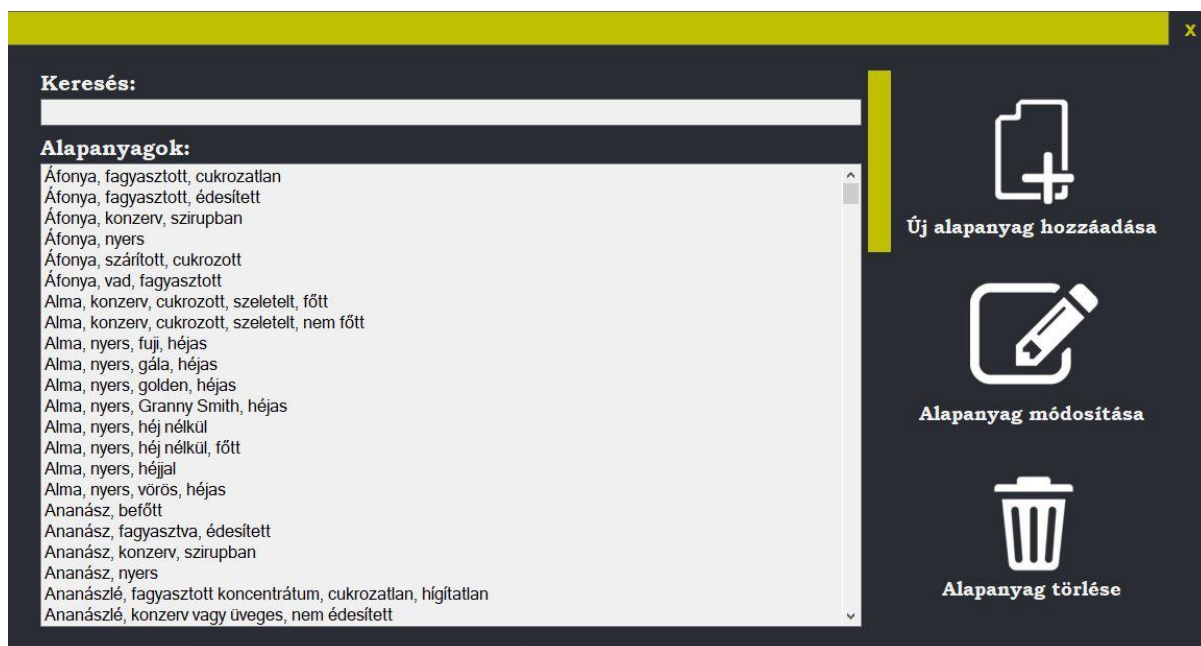 x
Keresés:
Alapanyagok:
Áfonya, fagyasztott, cukrozatlan
Áfonya, fagyasztott, édesített
Áfonya, konzerv, szirupban
Áfonya, nyers
Áfonya, szárított, cukrozott
Áfonya, vad, fagyasztott
Alma, konzerv, cukrozott, szeletelt, főtt
Alma, konzerv, cukrozott, szeletelt, nem főtt
Alma, nyers, fuji, héjas
Alma, nyers, gála, héjas
Alma, nyers, golden, héjas
Alma, nyers, Granny Smith, héjas
Alma, nyers, héj nélkül
Alma, nyers, héj nélkül, főtt
Alma, nyers, héjjal
Alma, nyers, vörös, héjas
Ananász, befőtt
Ananász, fagyasztva, édesített
Ananász, konzerv, szirupban
Ananász, nyers
Ananászlé, fagyasztott koncentrátum, cukrozatlan, hígítatlan
Ananászlé, konzerv vagy üveges, nem édesített
Új alapanyag hozzáadása
Alapanyag módosítása
Alapanyag törlése